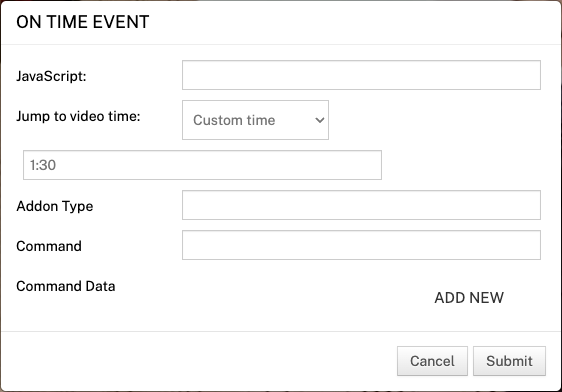 ON TIME EVENT
JavaScript:
Jump to video time: Custom time
1:30
Addon Type
Command
Command Data
ADD NEW
Cancel Submit